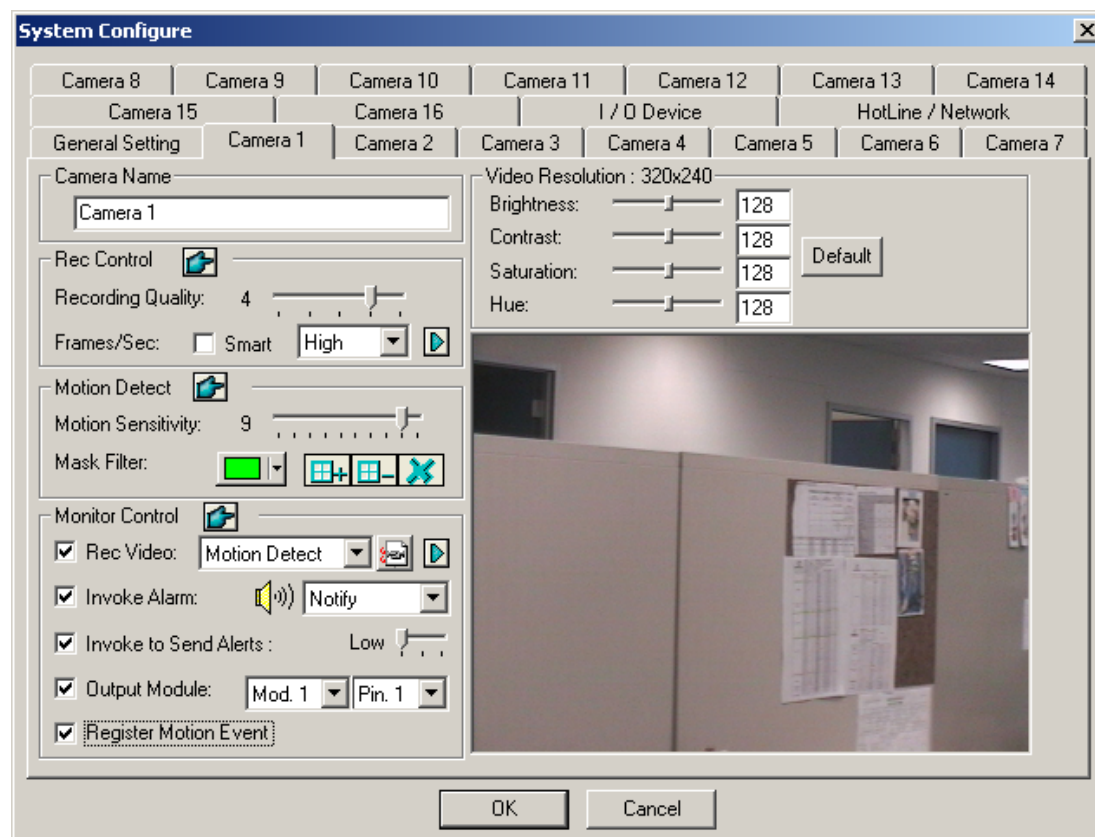 System Configure
Camera 8 Camera 9 Camera 10 Camera 11 Camera 12 Camera 13 Camera 14
Camera 15 Camera 16 I / O Device HotLine / Network
General Setting Camera 1 Camera 2 Camera 3 Camera 4 Camera 5 Camera 6 Camera 7
Camera Name
Camera 1
Rec Control
Recording Quality: 4
Frames/Sec: Smart High
Motion Detect
Motion Sensitivity: 9
Mask Filter:
Monitor Control
Rec Video: Motion Detect
Invoke Alarm: Notify
Invoke to Send Alerts : Low
Output Module: Mod. 1 Pin. 1
Register Motion Event
Video Resolution : 320x240
Brightness: 128
Contrast: 128
Default
Saturation: 128
Hue: 128
OK Cancel